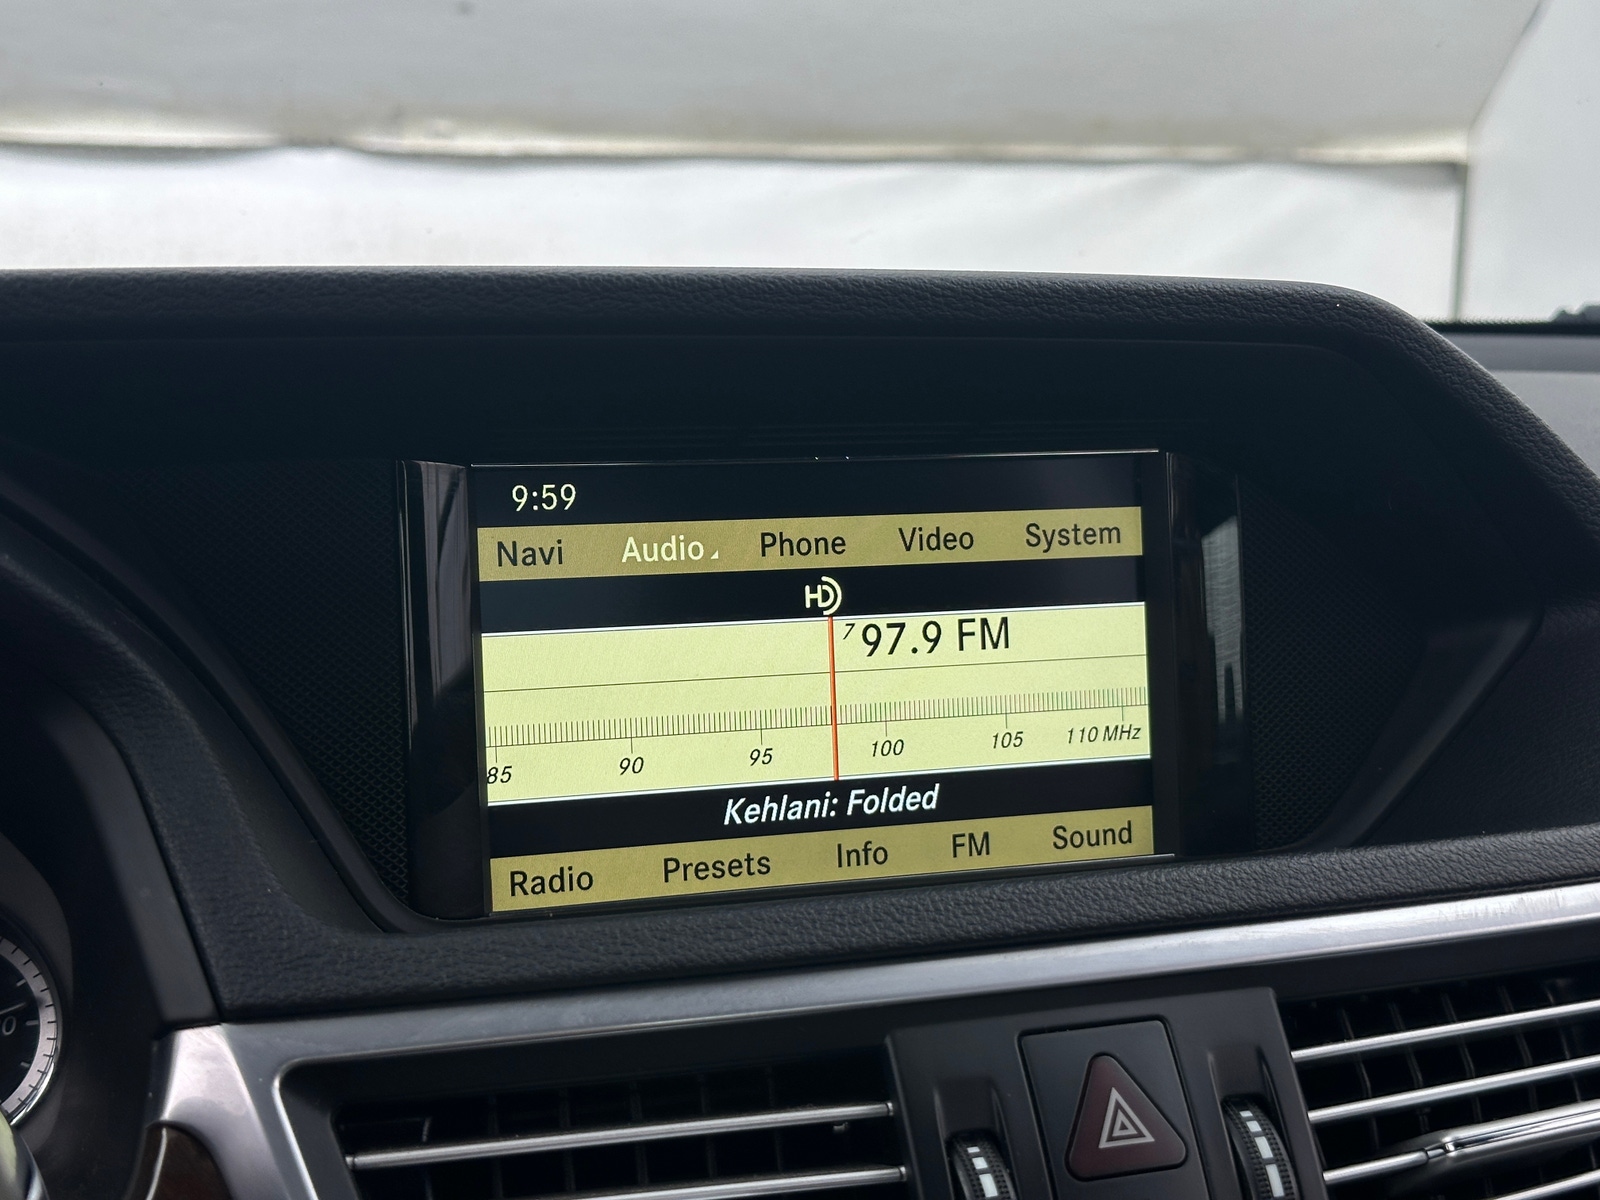 9:59
Navi Audio Phone Video System
HD
7 97.9 FM
85 90 95 100 105 110 MHz
Kehlani: Folded
Radio Presets Info FM Sound